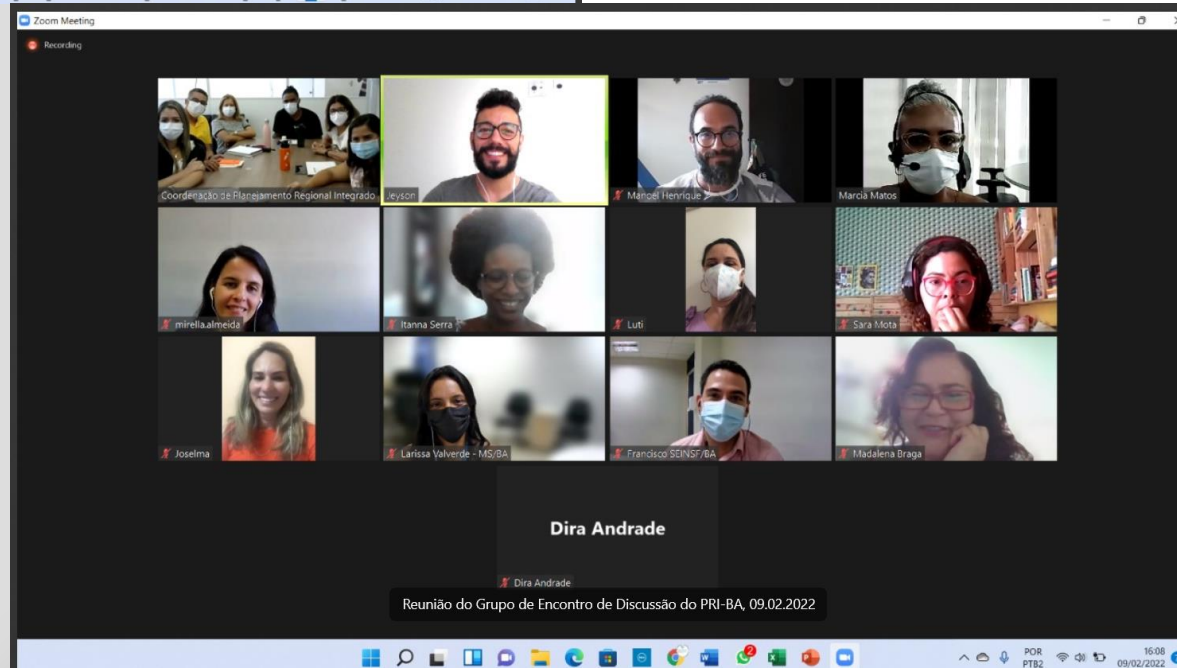 Zoom Meeting
Recording
Coordenação de Planejamento Regional Integrado
Jeyson
Manoel Henrique
Marcia Matos
mirella.almeida
Itanna Serra
Luti
Sara Mota
Joselma
Larissa Valverde - MS/BA
Francisco SEINSF/BA
Madalena Braga
Dira Andrade
Dira Andrade
Reunião do Grupo de Encontro de Discussão do PRI-BA, 09.02.2022
2
POR
PTB2
16:08
09/02/2022